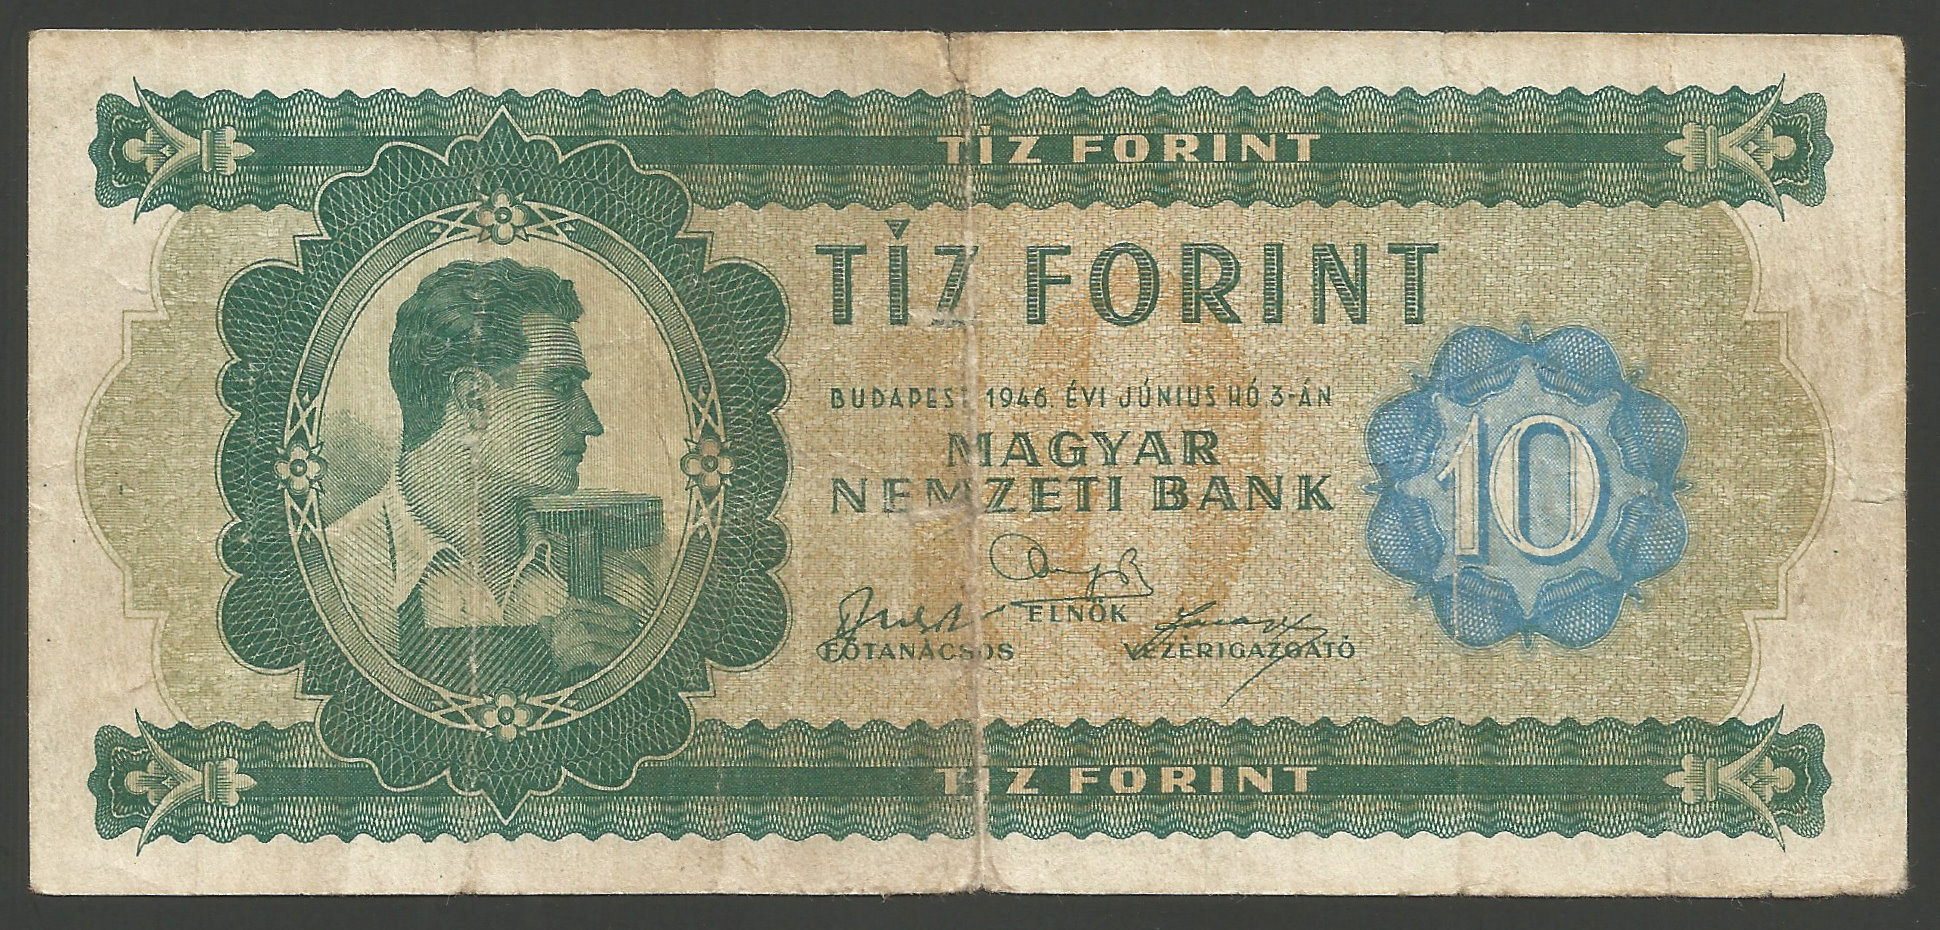 TÍZ FORINT
TÍZ FORINT
BUDAPEST 1946. ÉVI JÚNIUS HÓ 3-ÁN
MAGYAR
NEMZETI BANK
10
ELNÖK
FŐTANÁCSOS
VEZÉRIGAZGATÓ
TÍZ FORINT